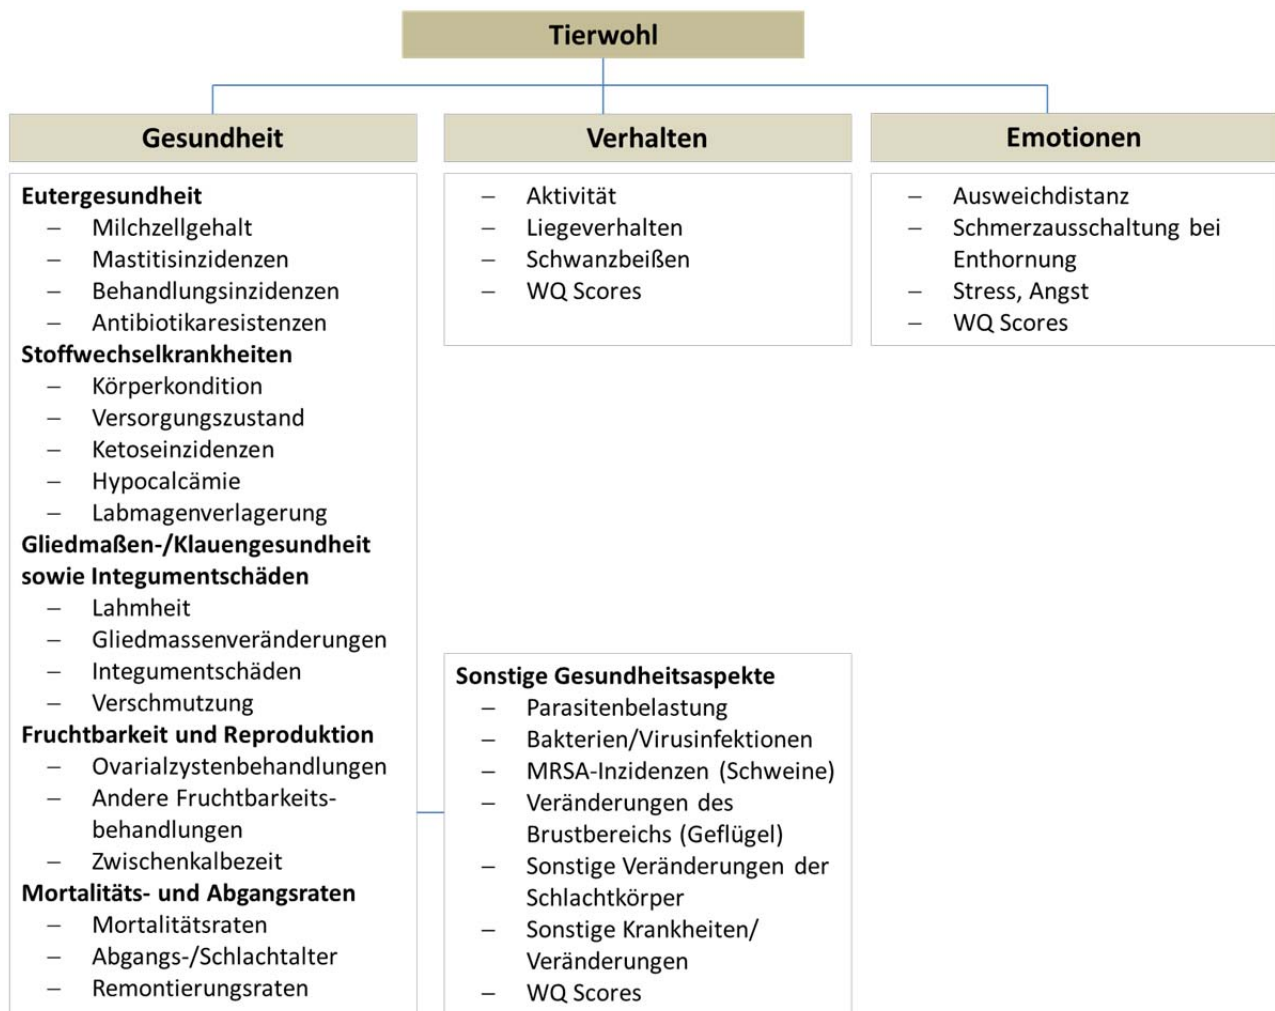 Tierwohl
Gesundheit
Eutergesundheit
– Milchzellgehalt
– Mastitisinzidenzen
– Behandlungsinzidenzen
– Antibiotikaresistenzen
Stoffwechselkrankheiten
– Körperkondition
– Versorgungszustand
– Ketoseinzidenzen
– Hypocalcämie
– Labmagenverlagerung
Gliedmaßen-/Klauengesundheit
sowie Integumentschäden
– Lahmheit
– Gliedmassenveränderungen
– Integumentschäden
– Verschmutzung
Fruchtbarkeit und Reproduktion
– Ovarialzystenbehandlungen
– Andere Fruchtbarkeits-
behandlungen
– Zwischenkalbezeit
Mortalitäts- und Abgangsraten
– Mortalitätsraten
– Abgangs-/Schlachtalter
– Remontierungsraten
Verhalten
– Aktivität
– Liegeverhalten
– Schwanzbeißen
– WQ Scores
Emotionen
– Ausweichdistanz
– Schmerzausschaltung bei
Enthornung
– Stress, Angst
– WQ Scores
Sonstige Gesundheitsaspekte
– Parasitenbelastung
– Bakterien/Virusinfektionen
– MRSA-Inzidenzen (Schweine)
– Veränderungen des
Brustbereichs (Geflügel)
– Sonstige Veränderungen der
Schlachtkörper
– Sonstige Krankheiten/
Veränderungen
– WQ Scores